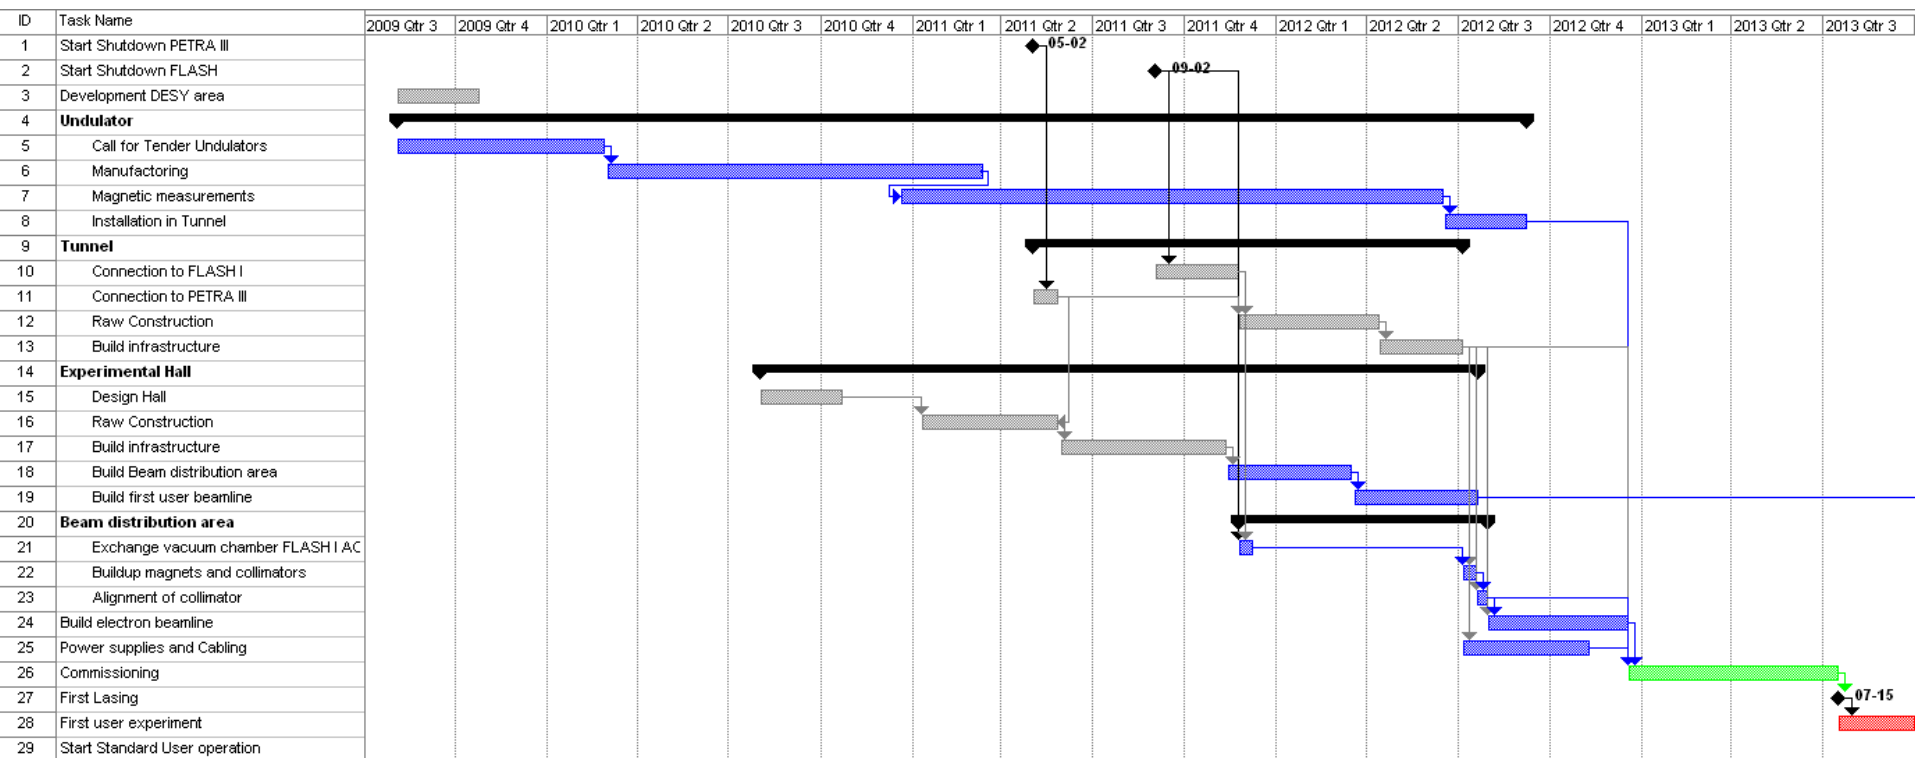 ID Task Name 2009 Qtr 3 2009 Qtr 4 2010 Qtr 1 2010 Qtr 2 2010 Qtr 3 2010 Qtr 4 2011 Qtr 1 2011 Qtr 2 2011 Qtr 3 2011 Qtr 4 2012 Qtr 1 2012 Qtr 2 2012 Qtr 3 2012 Qtr 4 2013 Qtr 1 2013 Qtr 2 2013 Qtr 3
1 Start Shutdown PETRA III 05-02
2 Start Shutdown FLASH 09-02
3 Development DESY area
4 Undulator
5 Call for Tender Undulators
6 Manufactoring
7 Magnetic measurements
8 Installation in Tunnel
9 Tunnel
10 Connection to FLASH I
11 Connection to PETRA III
12 Raw Construction
13 Build infrastructure
14 Experimental Hall
15 Design Hall
16 Raw Construction
17 Build infrastructure
18 Build Beam distribution area
19 Build first user beamline
20 Beam distribution area
21 Exchange vacuum chamber FLASH I AC
22 Buildup magnets and collimators
23 Alignment of collimator
24 Build electron beamline
25 Power supplies and Cabling
26 Commissioning
27 First Lasing 07-15
28 First user experiment
29 Start Standard User operation